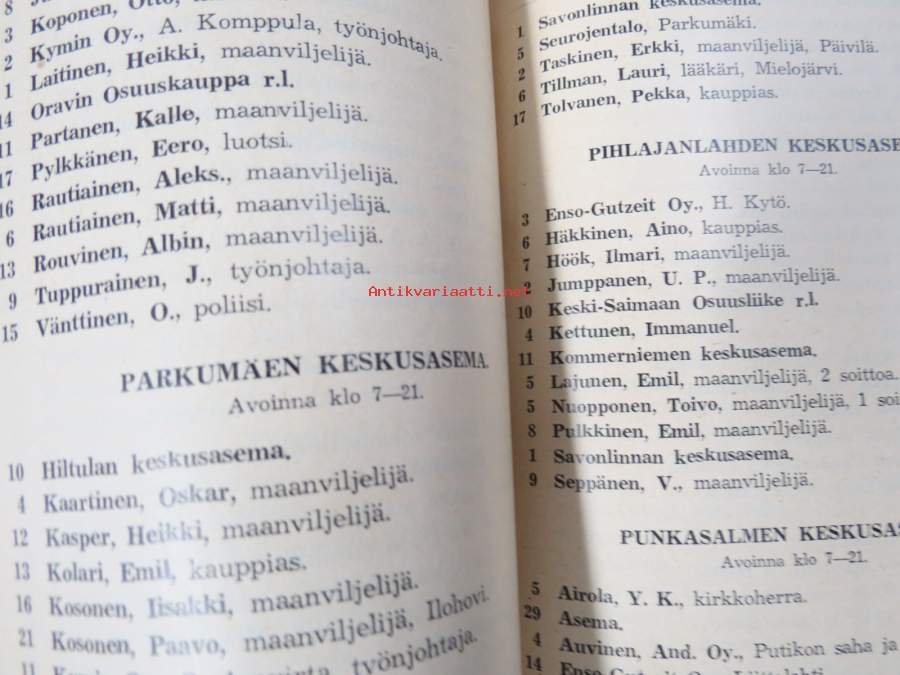 8
3 Koponen, Otto,
2 Kymin Oy., A. Komppula, työnjohtaja.
1 Laitinen, Heikki, maanviljelijä.
14 Oravin Osuuskauppa r.l.
11 Partanen, Kalle, maanviljelijä.
17 Pylkkänen, Eero, luotsi.
16 Rautiainen, Aleks., maanviljelijä.
6 Rautiainen, Matti, maanviljelijä.
13 Rouvinen, Albin, maanviljelijä.
9 Tuppurainen, J., työnjohtaja.
15 Vänttinen, O., poliisi.
PARKUMÄEN KESKUSASEMA.
Avoinna klo 7—21.
10 Hiltulan keskusasema.
4 Kaartinen, Oskar, maanviljelijä.
12 Kasper, Heikki, maanviljelijä.
13 Kolari, Emil, kauppias.
16 Kosonen, Iisakki, maanviljelijä.
21 Kosonen, Paavo, maanviljelijä, Ilohovi.
11 työnjohtaja.
1 Savonlinnan keskusasema.
5 Seurojentalo, Parkumäki.
2 Taskinen, Erkki, maanviljelijä, Päivilä.
6 Tillman, Lauri, lääkäri, Mielojärvi.
17 Tolvanen, Pekka, kauppias.
PIHLAJANLAHDEN KESKUSASE
Avoinna klo 7—21.
3 Enso-Gutzeit Oy., H. Kytö.
6 Häkkinen, Aino, kauppias.
7 Höök, Ilmari, maanviljelijä.
2 Jumppanen, U. P., maanviljelijä.
10 Keski-Saimaan Osuusliike r.l.
4 Kettunen, Immanuel.
11 Kommerniemen keskusasema.
5 Lajunen, Emil, maanviljelijä, 2 soittoa.
5 Nuopponen, Toivo, maanviljelijä, 1 soi
8 Pulkkinen, Emil, maanviljelijä.
1 Savonlinnan keskusasema.
9 Seppänen, V., maanviljelijä.
PUNKASALMEN KESKUSAS
Avoinna klo 7—21.
5 Airola, Y. K., kirkkoherra.
29 Asema.
4 Auvinen, And. Oy., Putikon saha ja
14 Enso-Gutzeit Oy.,
Antikvariaatti.net